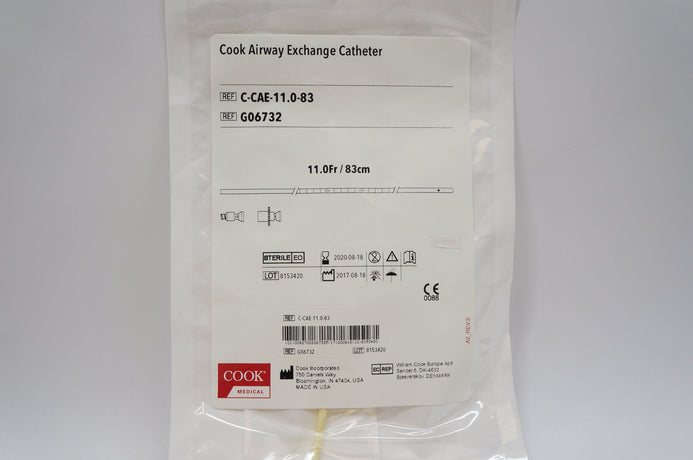 Cook Airway Exchange Catheter
REF C-CAE-11.0-83
REF G06732
11.0Fr / 83cm
STERILE EO 2020-08-18
LOT 8153420 2017-08-18
CE
0088
A0_REV.2
REF C-CAE-11.0-83
REF G06732 LOT 8153420
COOK®
MEDICAL
Cook Incorporated
750 Daniels Way
Bloomington, IN 47404, USA
MADE IN USA
EC REP William Cook Europe ApS
Sandet 6, DK-4632
Bjaeverskov, DENMARK